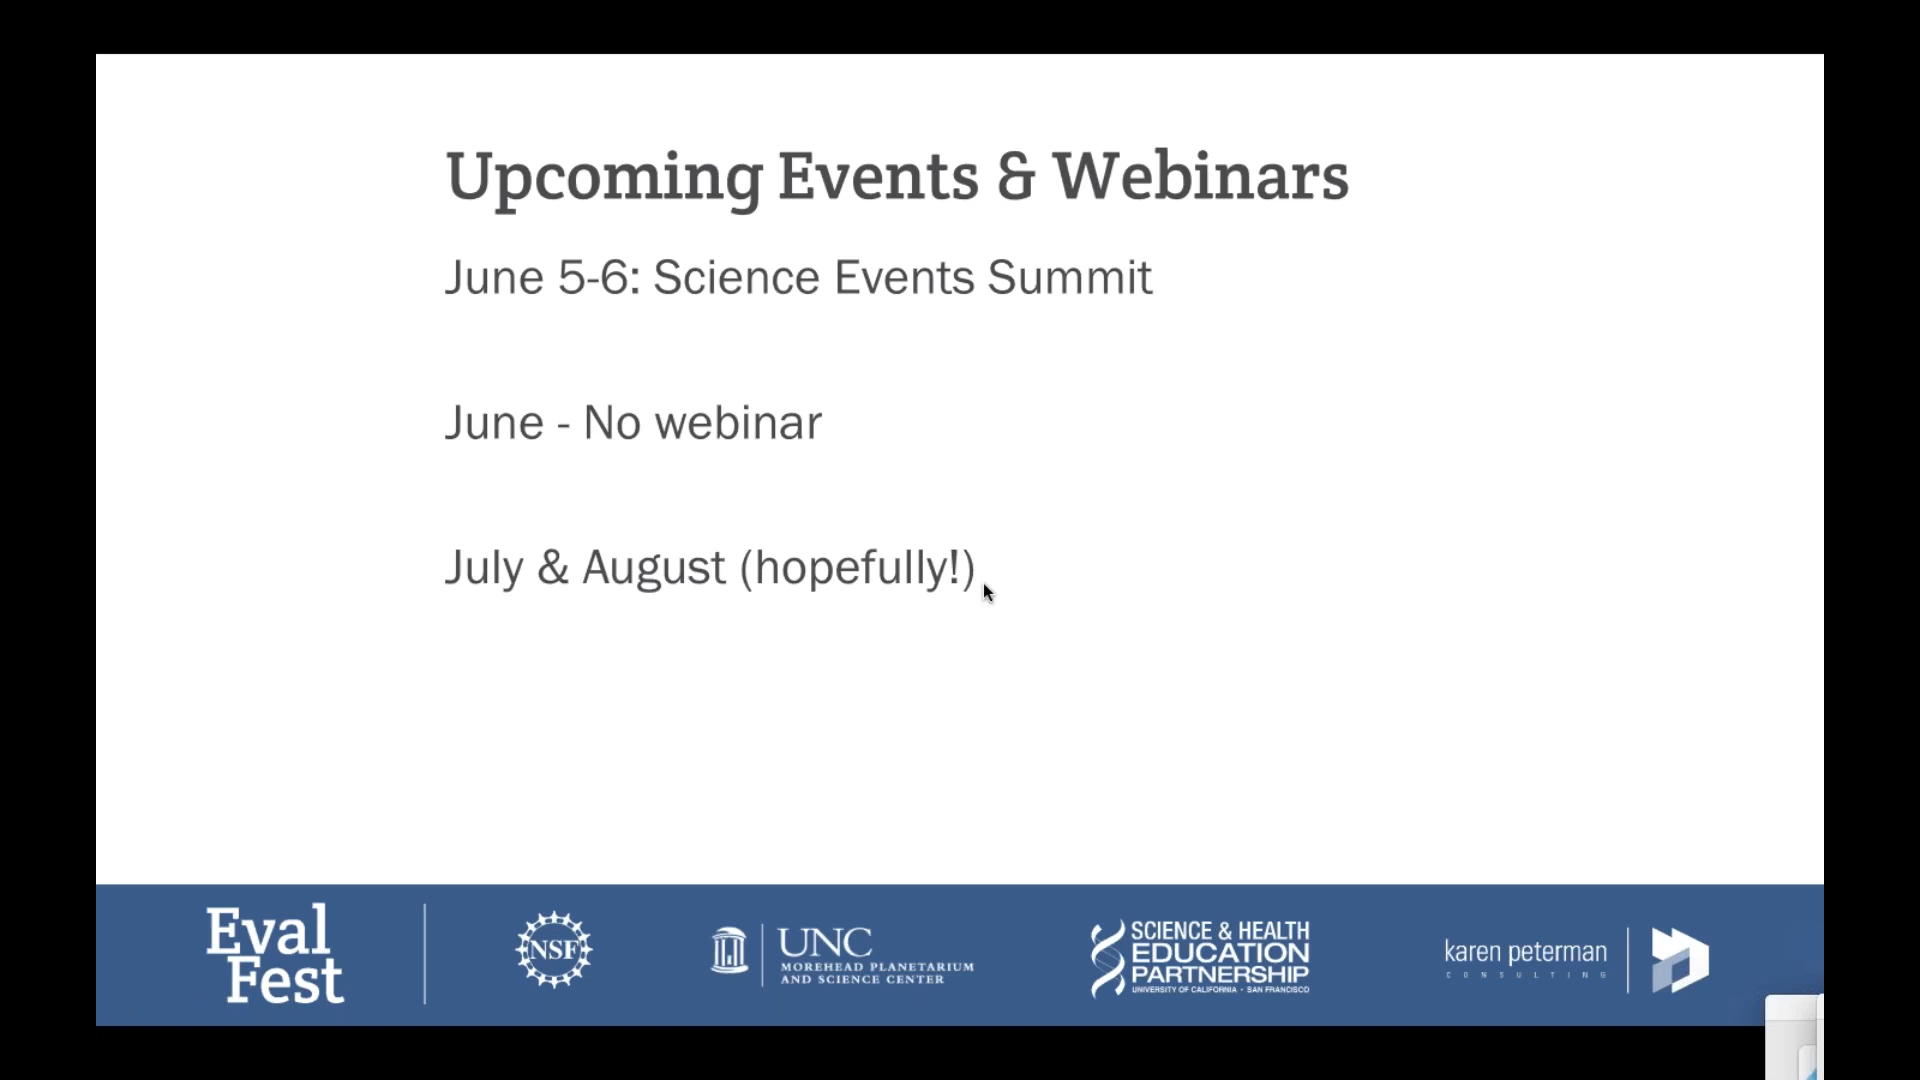 Upcoming Events & Webinars
June 5-6: Science Events Summit
June - No webinar
July & August (hopefully!)
Eval
Fest
NSF
UNC
MOREHEAD PLANETARIUM
AND SCIENCE CENTER
SCIENCE & HEALTH
EDUCATION
PARTNERSHIP
UNIVERSITY OF CALIFORNIA • SAN FRANCISCO
karen peterman
CONSULTING